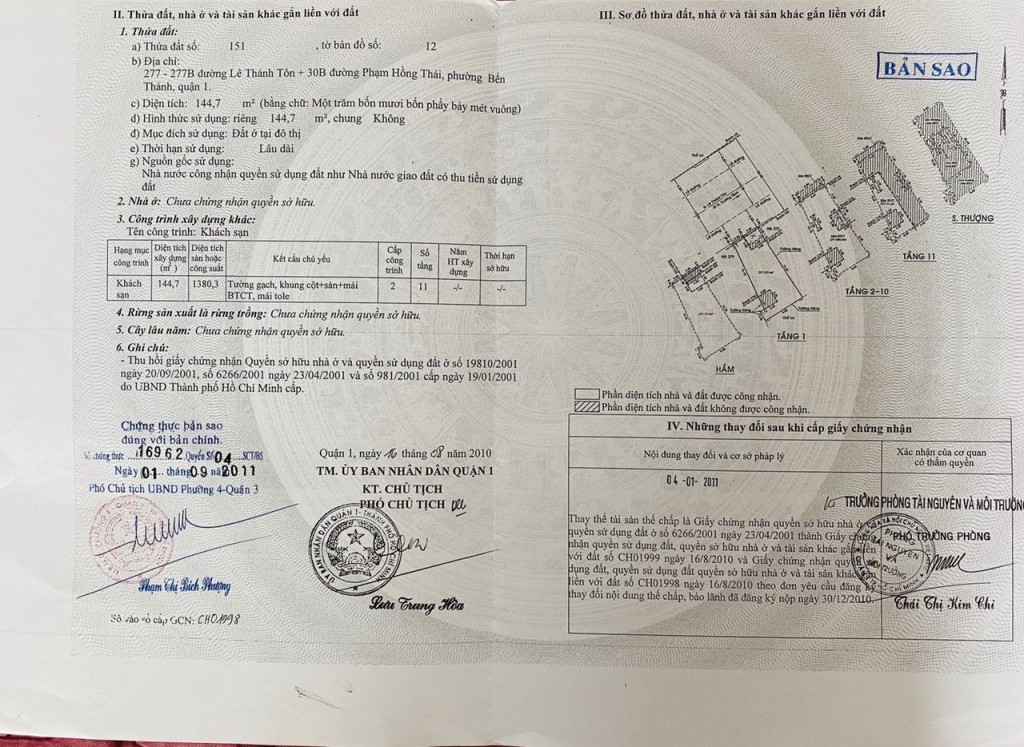 II. Thửa đất, nhà ở và tài sản khác gắn liền với đất
1. Thửa đất:
a) Thửa đất số: 151 , tờ bản đồ số: 12
b) Địa chỉ:
277 - 277B đường Lê Thánh Tôn + 30B đường Phạm Hồng Thái, phường Bến
Thành, quận 1.
c) Diện tích: 144,7 m² (bằng chữ: Một trăm bốn mươi bốn phẩy bảy mét vuông)
d) Hình thức sử dụng: riêng 144,7 m², chung Không
đ) Mục đích sử dụng: Đất ở tại đô thị
e) Thời hạn sử dụng: Lâu dài
g) Nguồn gốc sử dụng:
Nhà nước công nhận quyền sử dụng đất như Nhà nước giao đất có thu tiền sử dụng
đất
2. Nhà ở: Chưa chứng nhận quyền sở hữu.
3. Công trình xây dựng khác:
Tên công trình: Khách sạn
Hạng mục công trình | Diện tích xây dựng (m²) | Diện tích sàn hoặc công suất | Kết cấu chủ yếu | Cấp công trình | Số tầng | Năm HT xây dựng | Thời hạn sở hữu
Khách sạn | 144,7 | 1380,3 | Tường gạch, khung cột+sàn+mái BTCT, mái tole | 2 | 11 | -/- | -/-
4. Rừng sản xuất là rừng trồng: Chưa chứng nhận quyền sở hữu.
5. Cây lâu năm: Chưa chứng nhận quyền sở hữu.
6. Ghi chú:
- Thu hồi giấy chứng nhận Quyền sở hữu nhà ở và quyền sử dụng đất ở số 19810/2001
ngày 20/09/2001, số 6266/2001 ngày 23/04/2001 và số 981/2001 cấp ngày 19/01/2001
do UBND Thành phố Hồ Chí Minh cấp.
Chứng thực bản sao
đúng với bản chính.
Số chứng thực 16962 Quyển Số 04 SCT/BS
Ngày 01 tháng 09 năm 2011
Phó Chủ tịch UBND Phường 4-Quận 3
Phạm Thị Bích Phượng
Số vào sổ cấp GCN: CH01998
Quận 1, ngày 16 tháng 08 năm 2010
TM. ỦY BAN NHÂN DÂN QUẬN 1
KT. CHỦ TỊCH
PHÓ CHỦ TỊCH
Lưu Trung Hòa
III. Sơ đồ thửa đất, nhà ở và tài sản khác gắn liền với đất
BẢN SAO
S. THƯỢNG
TẦNG 11
TẦNG 2-10
TẦNG 1
HẦM
Phần diện tích nhà và đất được công nhận.
Phần diện tích nhà và đất không được công nhận.
IV. Những thay đổi sau khi cấp giấy chứng nhận
Nội dung thay đổi và cơ sở pháp lý | Xác nhận của cơ quan có thẩm quyền
04 -01- 2011
TRƯỞNG PHÒNG TÀI NGUYÊN VÀ MÔI TRƯỜNG
PHÓ TRƯỞNG PHÒNG
Thay thế tài sản thế chấp là Giấy chứng nhận quyền sở hữu nhà ở
quyền sử dụng đất ở số 6266/2001 ngày 23/04/2001 thành Giấy chứng
nhận quyền sử dụng đất, quyền sở hữu nhà ở và tài sản khác gắn liền
với đất số CH01999 ngày 16/8/2010 và Giấy chứng nhận quyền sử
dụng đất, quyền sử dụng đất quyền sở hữu nhà ở và tài sản khác gắn
liền với đất số CH01998 ngày 16/8/2010 theo đơn yêu cầu đăng ký
thay đổi nội dung thế chấp, bảo lãnh đã đăng ký nộp ngày 30/12/2010.
Thái Thị Kim Chi